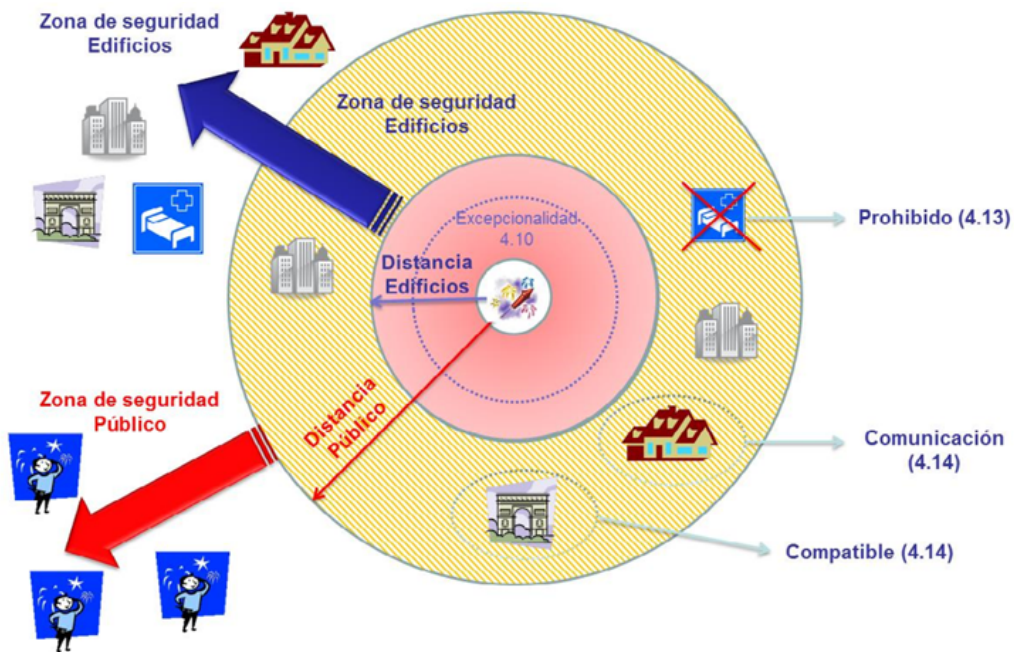 Zona de seguridad
Edificios
Zona de seguridad
Edificios
Excepcionalidad
4.10
Prohibido (4.13)
Distancia
Edificios
Distancia
Público
Zona de seguridad
Público
Comunicación
(4.14)
Compatible (4.14)